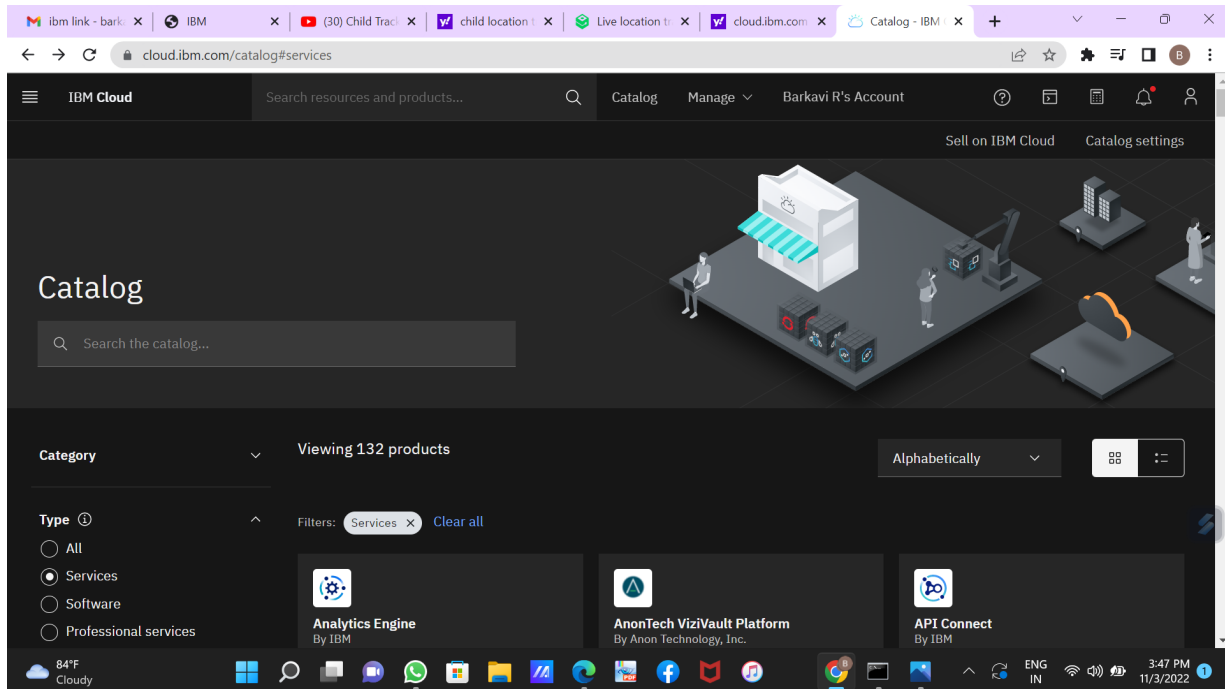 ibm link - bark
IBM
(30) Child Trac
child location t
Live location tr
cloud.ibm.com
Catalog - IBM
cloud.ibm.com/catalog#services
B
IBM Cloud
Search resources and products...
Catalog
Manage
Barkavi R's Account
Sell on IBM Cloud
Catalog settings
Catalog
Search the catalog...
Category
Viewing 132 products
Alphabetically
Type
Filters: Services Clear all
All
Services
Software
Professional services
Analytics Engine
By IBM
AnonTech ViziVault Platform
By Anon Technology, Inc.
API Connect
By IBM
84°F
Cloudy
ENG
IN
3:47 PM
11/3/2022
1